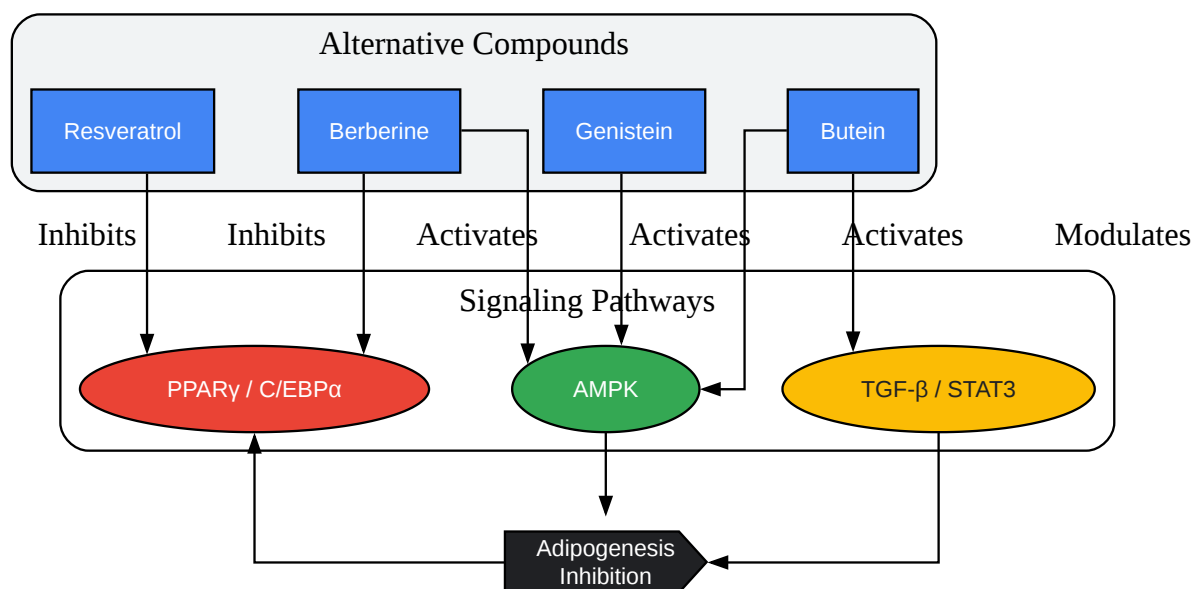 Alternative Compounds
Resveratrol
Berberine
Genistein
Butein
Inhibits
Inhibits
Activates
Activates
Activates
Modulates
Signaling Pathways
PPARγ / C/EBPα
AMPK
TGF-β / STAT3
Adipogenesis
Inhibition